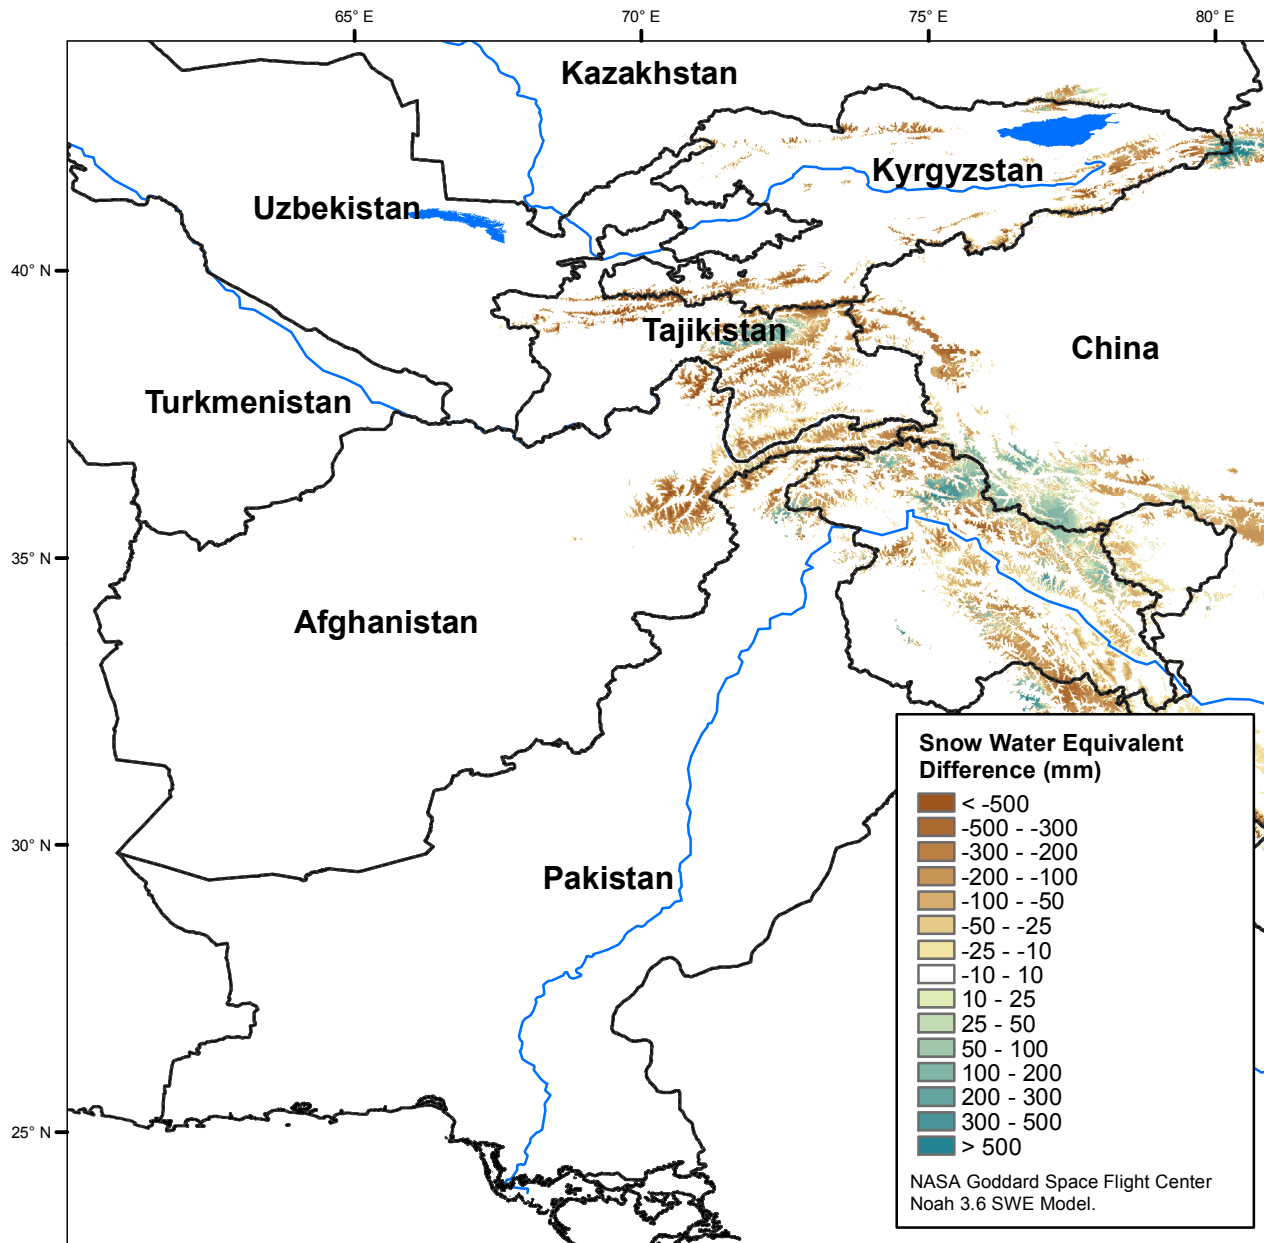 65° E
70° E
75° E
80° E
Kazakhstan
Kyrgyzstan
Uzbekistan
40° N
Tajikistan
China
Turkmenistan
35° N
Afghanistan
Snow Water Equivalent
Difference (mm)
< -500
-500 - -300
-300 - -200
-200 - -100
-100 - -50
-50 - -25
-25 - -10
-10 - 10
10 - 25
25 - 50
50 - 100
100 - 200
200 - 300
300 - 500
> 500
NASA Goddard Space Flight Center
Noah 3.6 SWE Model.
30° N
Pakistan
25° N